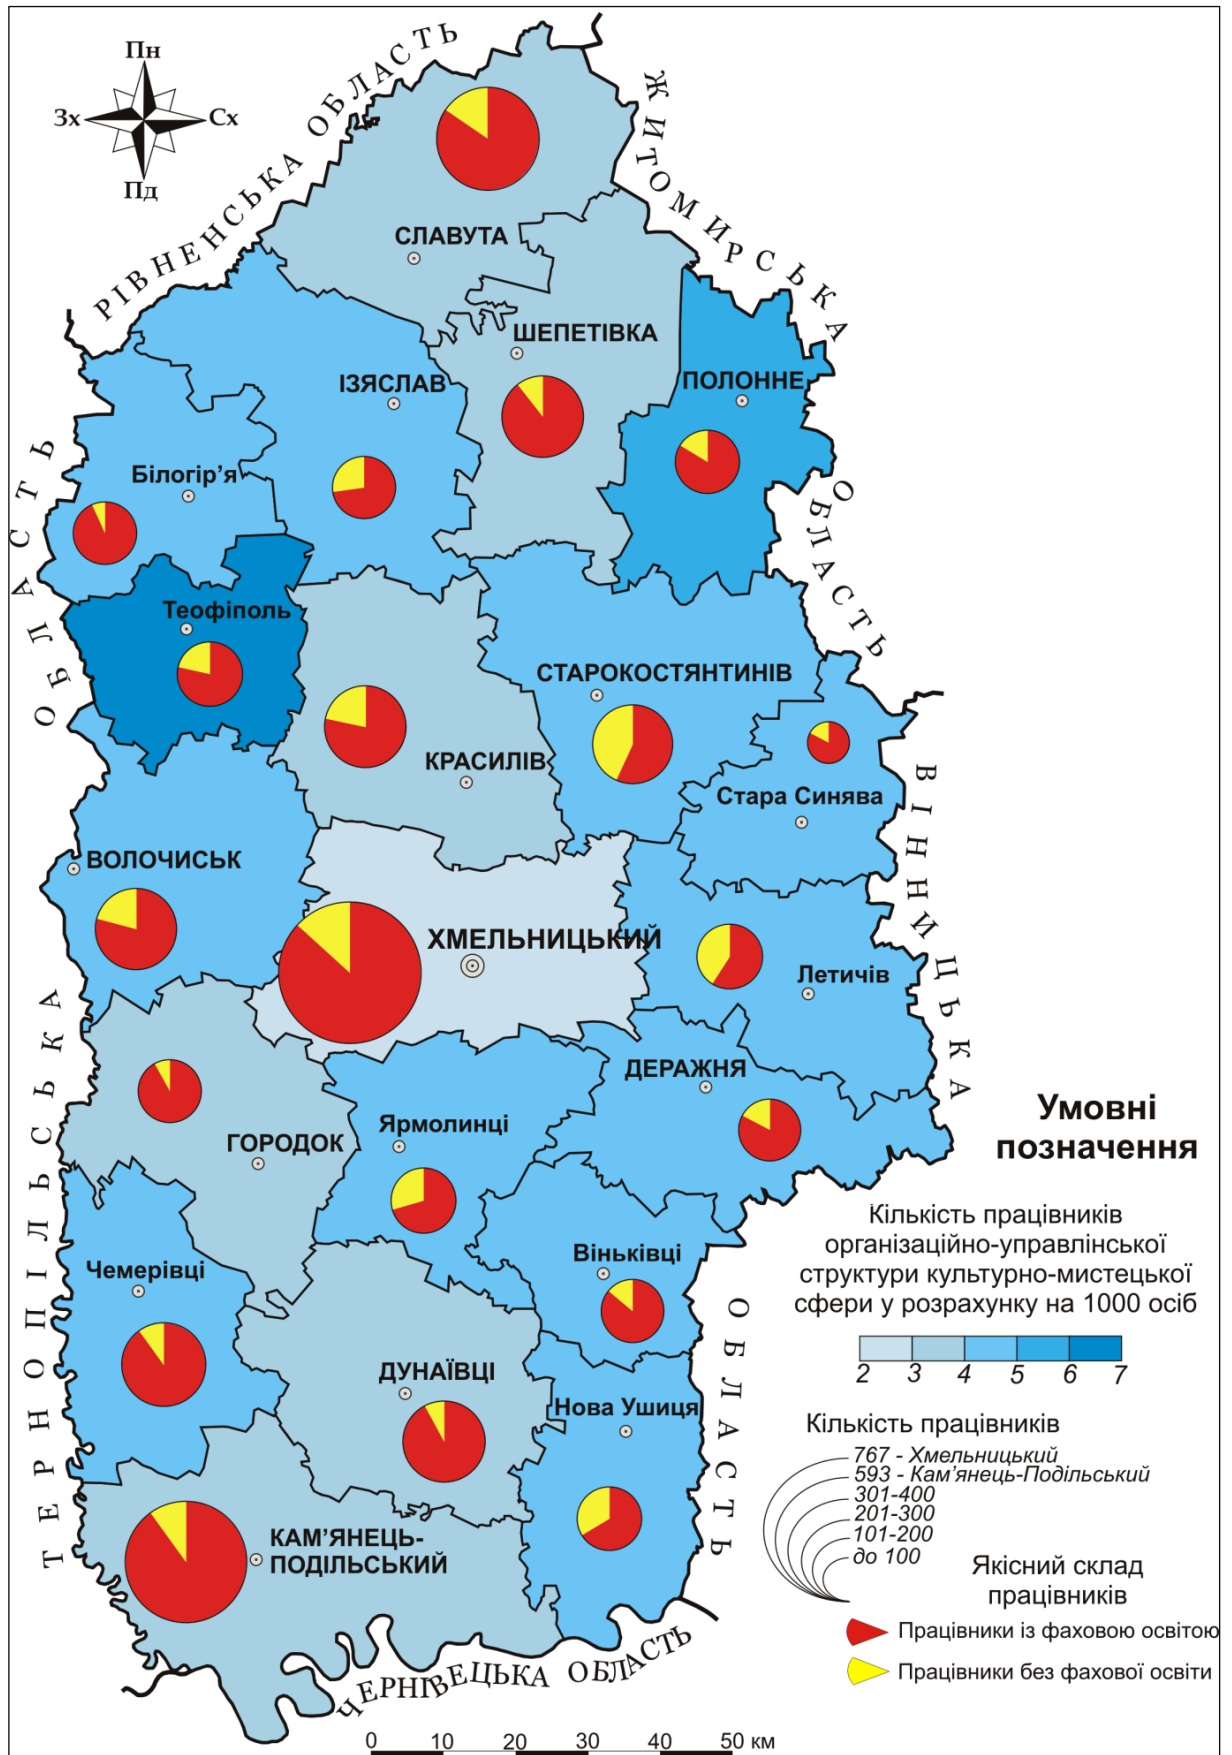 Пн
Зх
Сх
Пд
РІВНЕНСЬКА ОБЛАСТЬ
ЖИТОМИРСЬКА ОБЛАСТЬ
СЛАВУТА
ШЕПЕТІВКА
ІЗЯСЛАВ
ПОЛОННЕ
Білогір’я
Теофіполь
СТАРОКОСТЯНТИНІВ
КРАСИЛІВ
Стара Синява
ВОЛОЧИСЬК
ХМЕЛЬНИЦЬКИЙ
Летичів
ДЕРАЖНЯ
Ярмолинці
ГОРОДОК
Віньківці
Чемерівці
ДУНАЇВЦІ
Нова Ушиця
КАМ’ЯНЕЦЬ-
ПОДІЛЬСЬКИЙ
ТЕРНОПІЛЬСЬКА ОБЛАСТЬ
ВІННИЦЬКА ОБЛАСТЬ
ЧЕРНІВЕЦЬКА ОБЛАСТЬ
Умовні
позначення
Кількість працівників
організаційно-управлінської
структури культурно-мистецької
сфери у розрахунку на 1000 осіб
2 3 4 5 6 7
Кількість працівників
767 - Хмельницький
593 - Кам’янець-Подільський
301-400
201-300
101-200
до 100
Якісний склад
працівників
Працівники із фаховою освітою
Працівники без фахової освіти
0 10 20 30 40 50 км